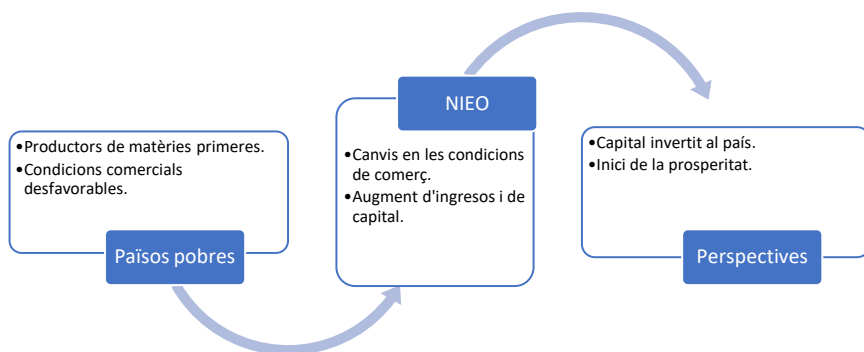 •Productors de matèries primeres.
•Condicions comercials
desfavorables.
Països pobres
NIEO
•Canvis en les condicions
de comerç.
•Augment d'ingresos i de
capital.
•Capital invertit al país.
•Inici de la prosperitat.
Perspectives